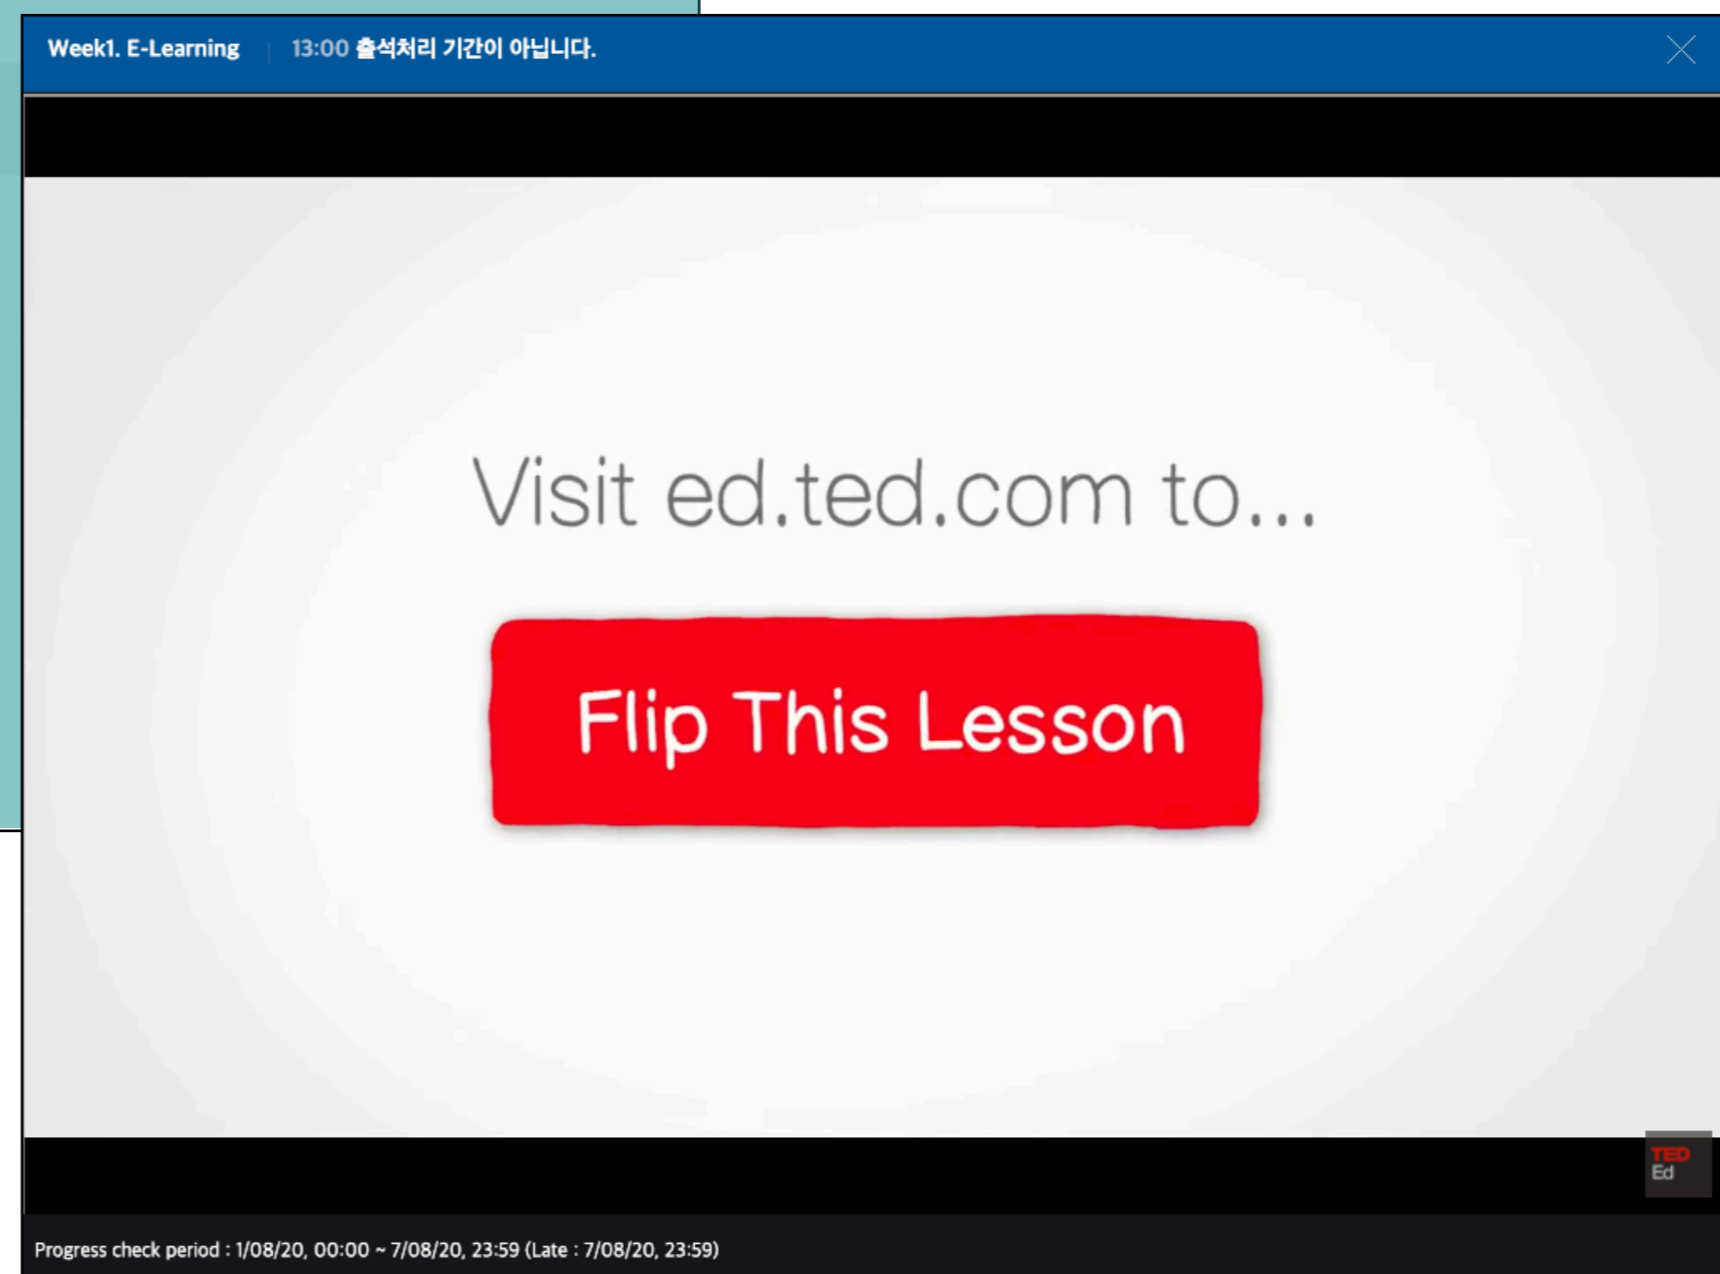 Week1. E-Learning 13:00 출석처리 기간이 아닙니다.
Visit ed.ted.com to...
Flip This Lesson
TED
Ed
Progress check period : 1/08/20, 00:00 ~ 7/08/20, 23:59 (Late : 7/08/20, 23:59)